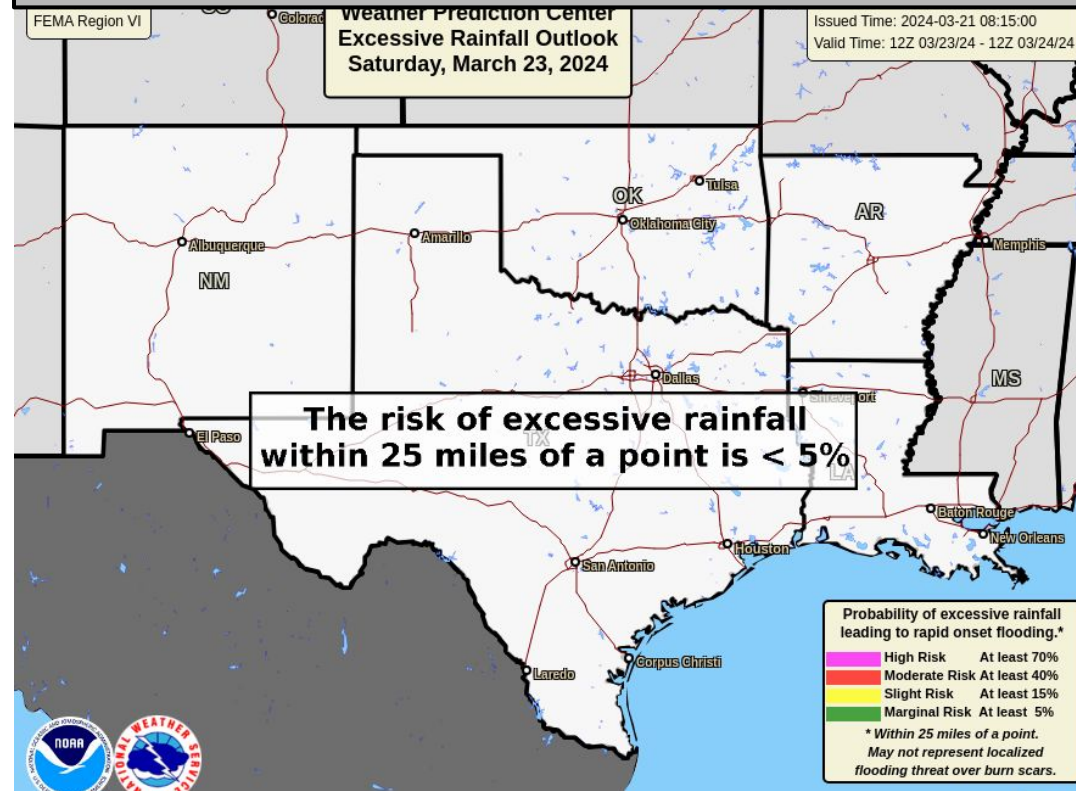 FEMA Region VI
Weather Prediction Center
Excessive Rainfall Outlook
Saturday, March 23, 2024
Issued Time: 2024-03-21 08:15:00
Valid Time: 12Z 03/23/24 - 12Z 03/24/24
Tulsa
OK
Oklahoma City
AR
Albuquerque
Amarillo
Memphis
NM
Dallas
MS
Shreveport
The risk of excessive rainfall
El Paso
TX
within 25 miles of a point is < 5%
LA
Baton Rouge
New Orleans
Houston
San Antonio
Corpus Christi
Laredo
Probability of excessive rainfall
leading to rapid onset flooding.*
High Risk At least 70%
Moderate Risk At least 40%
Slight Risk At least 15%
Marginal Risk At least 5%
* Within 25 miles of a point.
May not represent localized
flooding threat over burn scars.
NOAA
NATIONAL WEATHER SERVICE